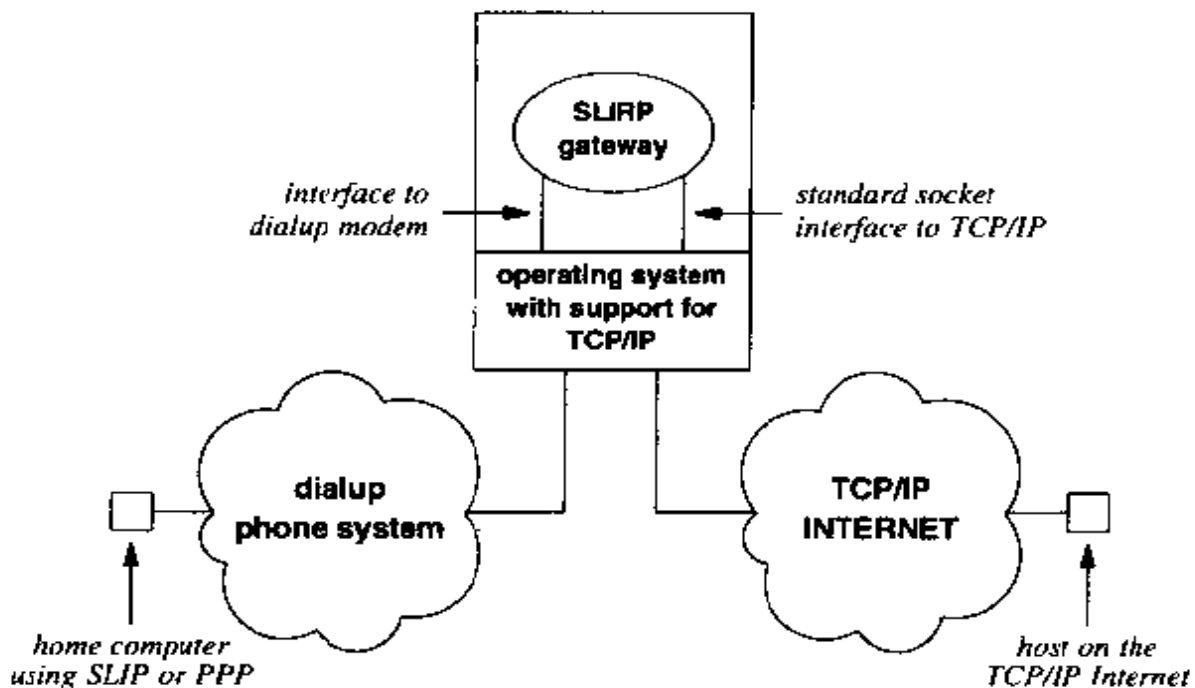 SLIRP
gateway
interface to
dialup modem
standard socket
interface to TCP/IP
operating system
with support for
TCP/IP
dialup
phone system
TCP/IP
INTERNET
home computer
using SLIP or PPP
host on the
TCP/IP Internet